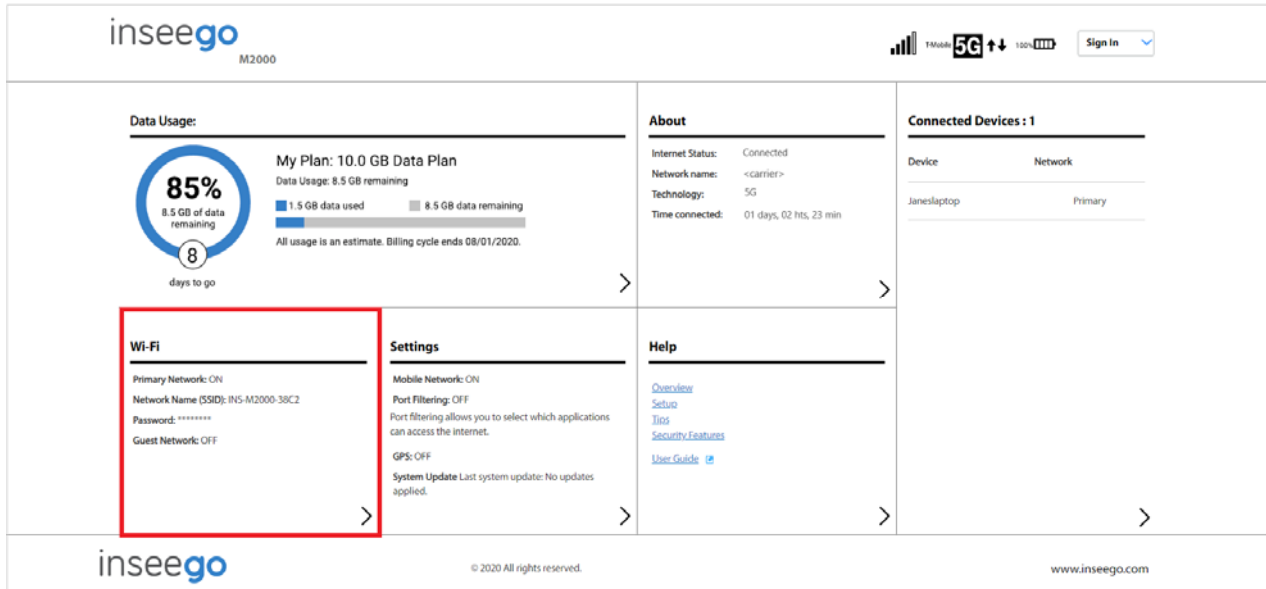 inseego
M2000
T-Mobile 5G 100%
Sign In
Data Usage:
85%
8.5 GB of data
remaining
8
days to go
My Plan: 10.0 GB Data Plan
Data Usage: 8.5 GB remaining
1.5 GB data used 8.5 GB data remaining
All usage is an estimate. Billing cycle ends 08/01/2020.
About
Internet Status: Connected
Network name: <carrier>
Technology: 5G
Time connected: 01 days, 02 hts, 23 min
Connected Devices : 1
Device Network
Janeslaptop Primary
Wi-Fi
Primary Network: ON
Network Name (SSID): INS-M2000-38C2
Password: ********
Guest Network: OFF
Settings
Mobile Network: ON
Port Filtering: OFF
Port filtering allows you to select which applications
can access the internet.
GPS: OFF
System Update Last system update: No updates
applied.
Help
Overview
Setup
Tips
Security Features
User Guide
inseego
© 2020 All rights reserved.
www.inseego.com